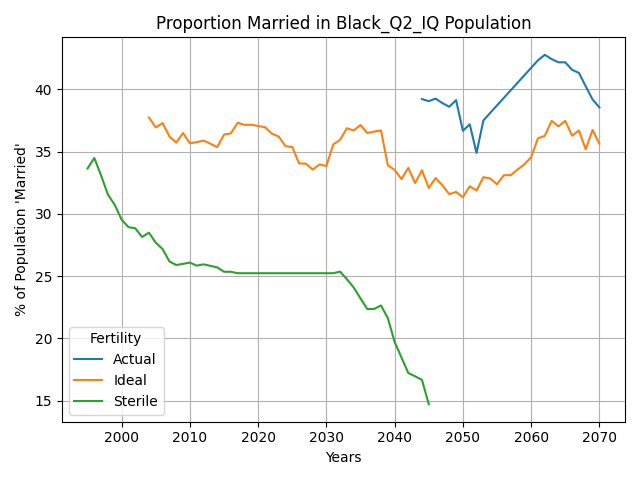 Proportion Married in Black_Q2_IQ Population
% of Population 'Married'
40
35
30
25
20
15
Fertility
Actual
Ideal
Sterile
2000 2010 2020 2030 2040 2050 2060 2070
Years